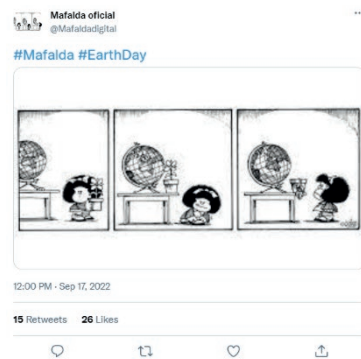 Mafalda oficial
@Mafaldadigital
#Mafalda #EarthDay
12:00 PM · Sep 17, 2022
15 Retweets 26 Likes